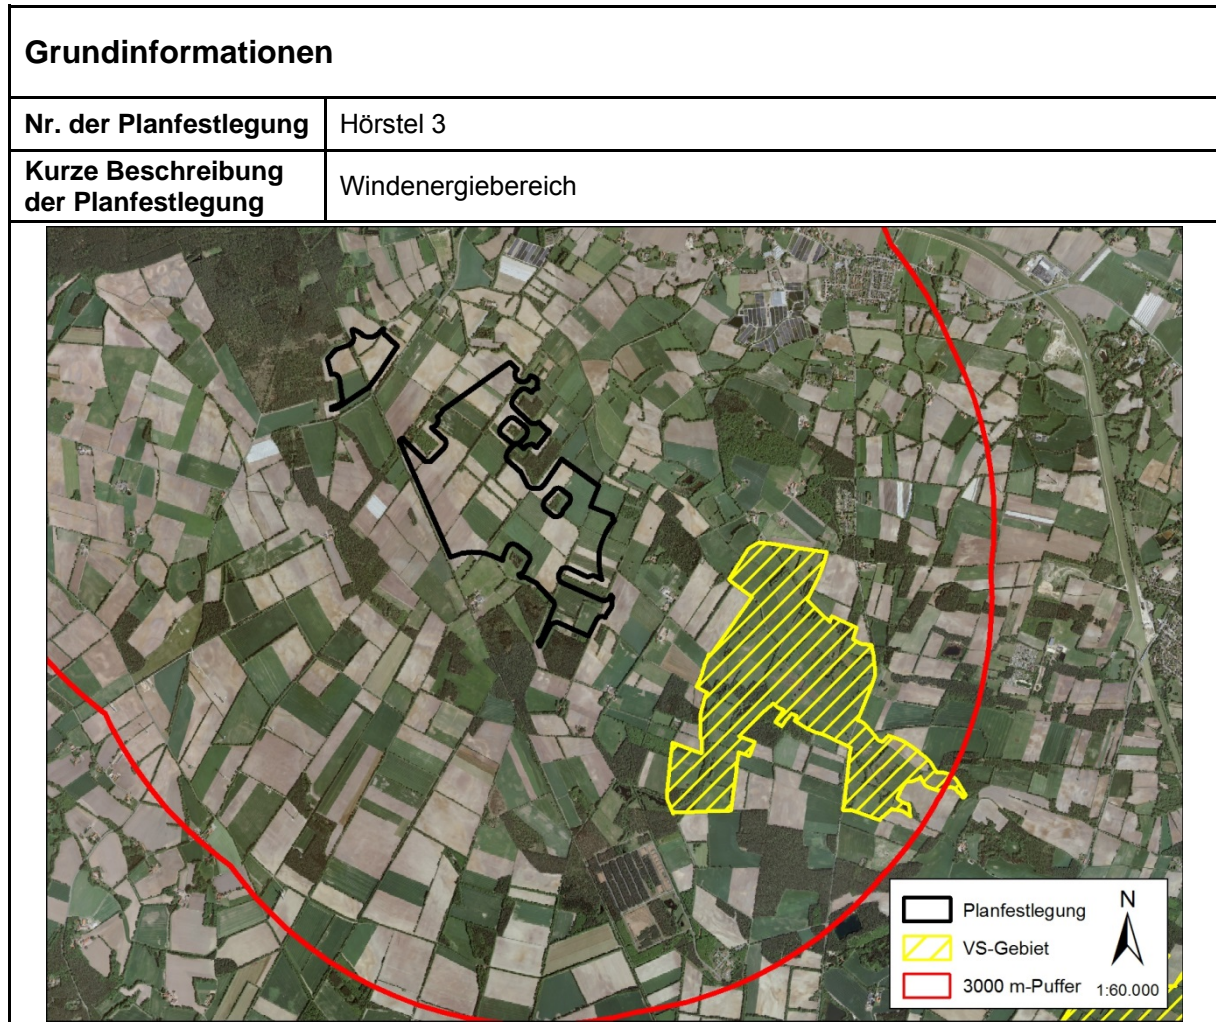 Grundinformationen
Nr. der Planfestlegung Hörstel 3
Kurze Beschreibung
der Planfestlegung
Windenergiebereich
Planfestlegung
VS-Gebiet
3000 m-Puffer
N
1:60.000